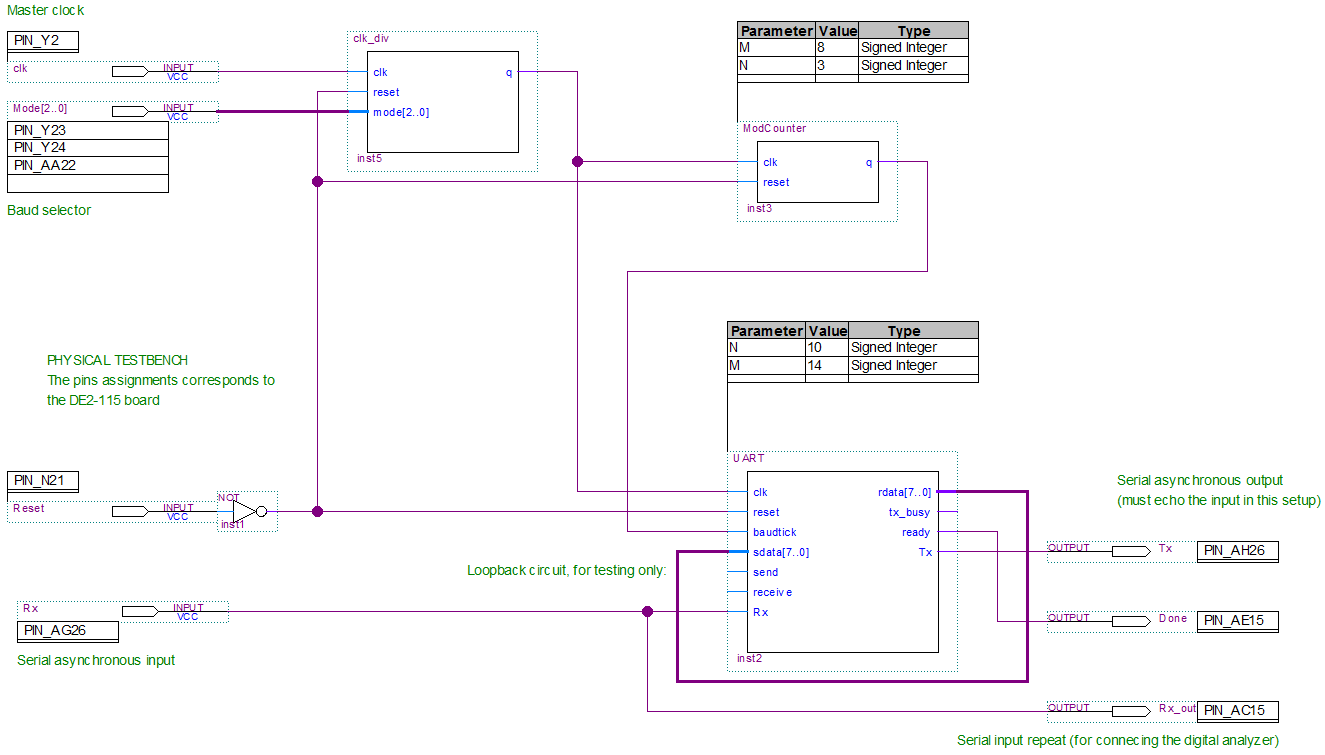 Master clock
PIN_Y2
clk
INPUT
VCC
Mode[2..0]
INPUT
VCC
PIN_Y23
PIN_Y24
PIN_AA22
Baud selector
clk_div
clk
q
reset
mode[2..0]
inst5
Parameter Value Type
M 8 Signed Integer
N 3 Signed Integer
ModCounter
clk
q
reset
inst3
PHYSICAL TESTBENCH
The pins assignments corresponds to
the DE2-115 board
Parameter Value Type
N 10 Signed Integer
M 14 Signed Integer
PIN_N21
Reset
INPUT
VCC
NOT
inst1
UART
clk
rdata[7..0]
reset
tx_busy
baudtick
ready
sdata[7..0]
Tx
send
receive
Rx
inst2
Loopback circuit, for testing only:
Rx
INPUT
VCC
PIN_AG26
Serial asynchronous input
Serial asynchronous output
(must echo the input in this setup)
OUTPUT
Tx
PIN_AH26
OUTPUT
Done
PIN_AE15
OUTPUT
Rx_out
PIN_AC15
Serial input repeat (for connecing the digital analyzer)